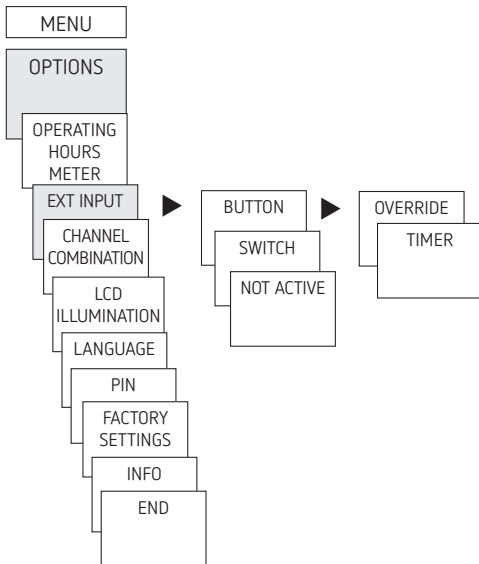 MENU
OPTIONS
OPERATING
HOURS
METER
EXT INPUT
CHANNEL
COMBINATION
LCD
ILLUMINATION
LANGUAGE
PIN
FACTORY
SETTINGS
INFO
END
BUTTON
SWITCH
NOT ACTIVE
OVERRIDE
TIMER